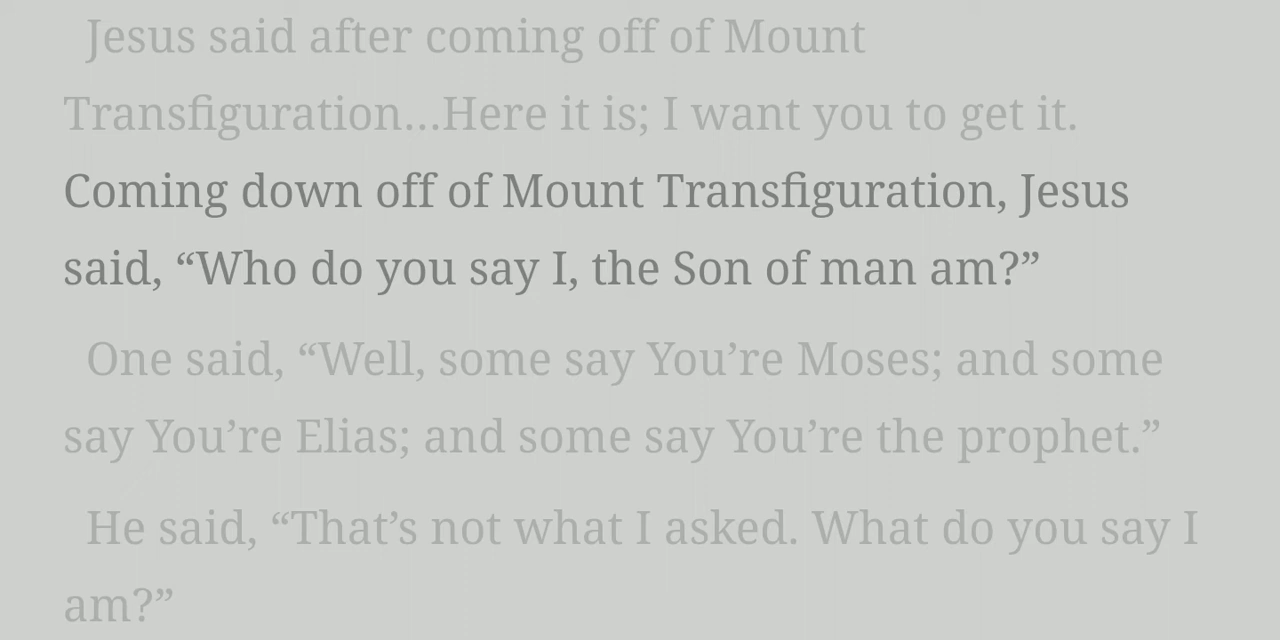 Jesus said after coming off of Mount
Transfiguration...Here it is; I want you to get it.
Coming down off of Mount Transfiguration, Jesus
said, “Who do you say I, the Son of man am?”
One said, “Well, some say You’re Moses; and some
say You’re Elias; and some say You’re the prophet.”
He said, “That’s not what I asked. What do you say I
am?”